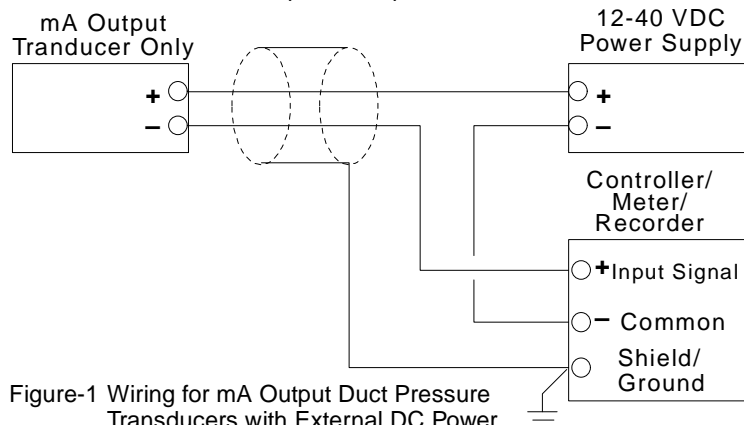 mA Output
Tranducer Only
+
–
12-40 VDC
Power Supply
+
–
Controller/
Meter/
Recorder
+Input Signal
– Common
Shield/
Ground
Figure-1 Wiring for mA Output Duct Pressure
Transducers with External DC Power